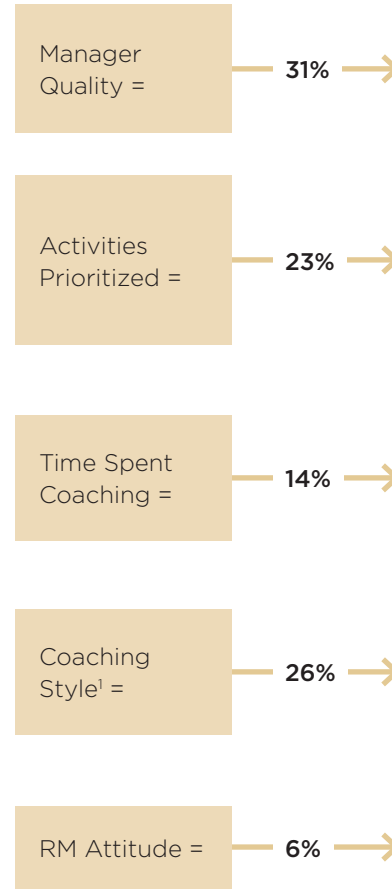 Manager
Quality =
31%
Activities
Prioritized =
23%
Time Spent
Coaching =
14%
Coaching
Style¹ =
26%
RM Attitude =
6%